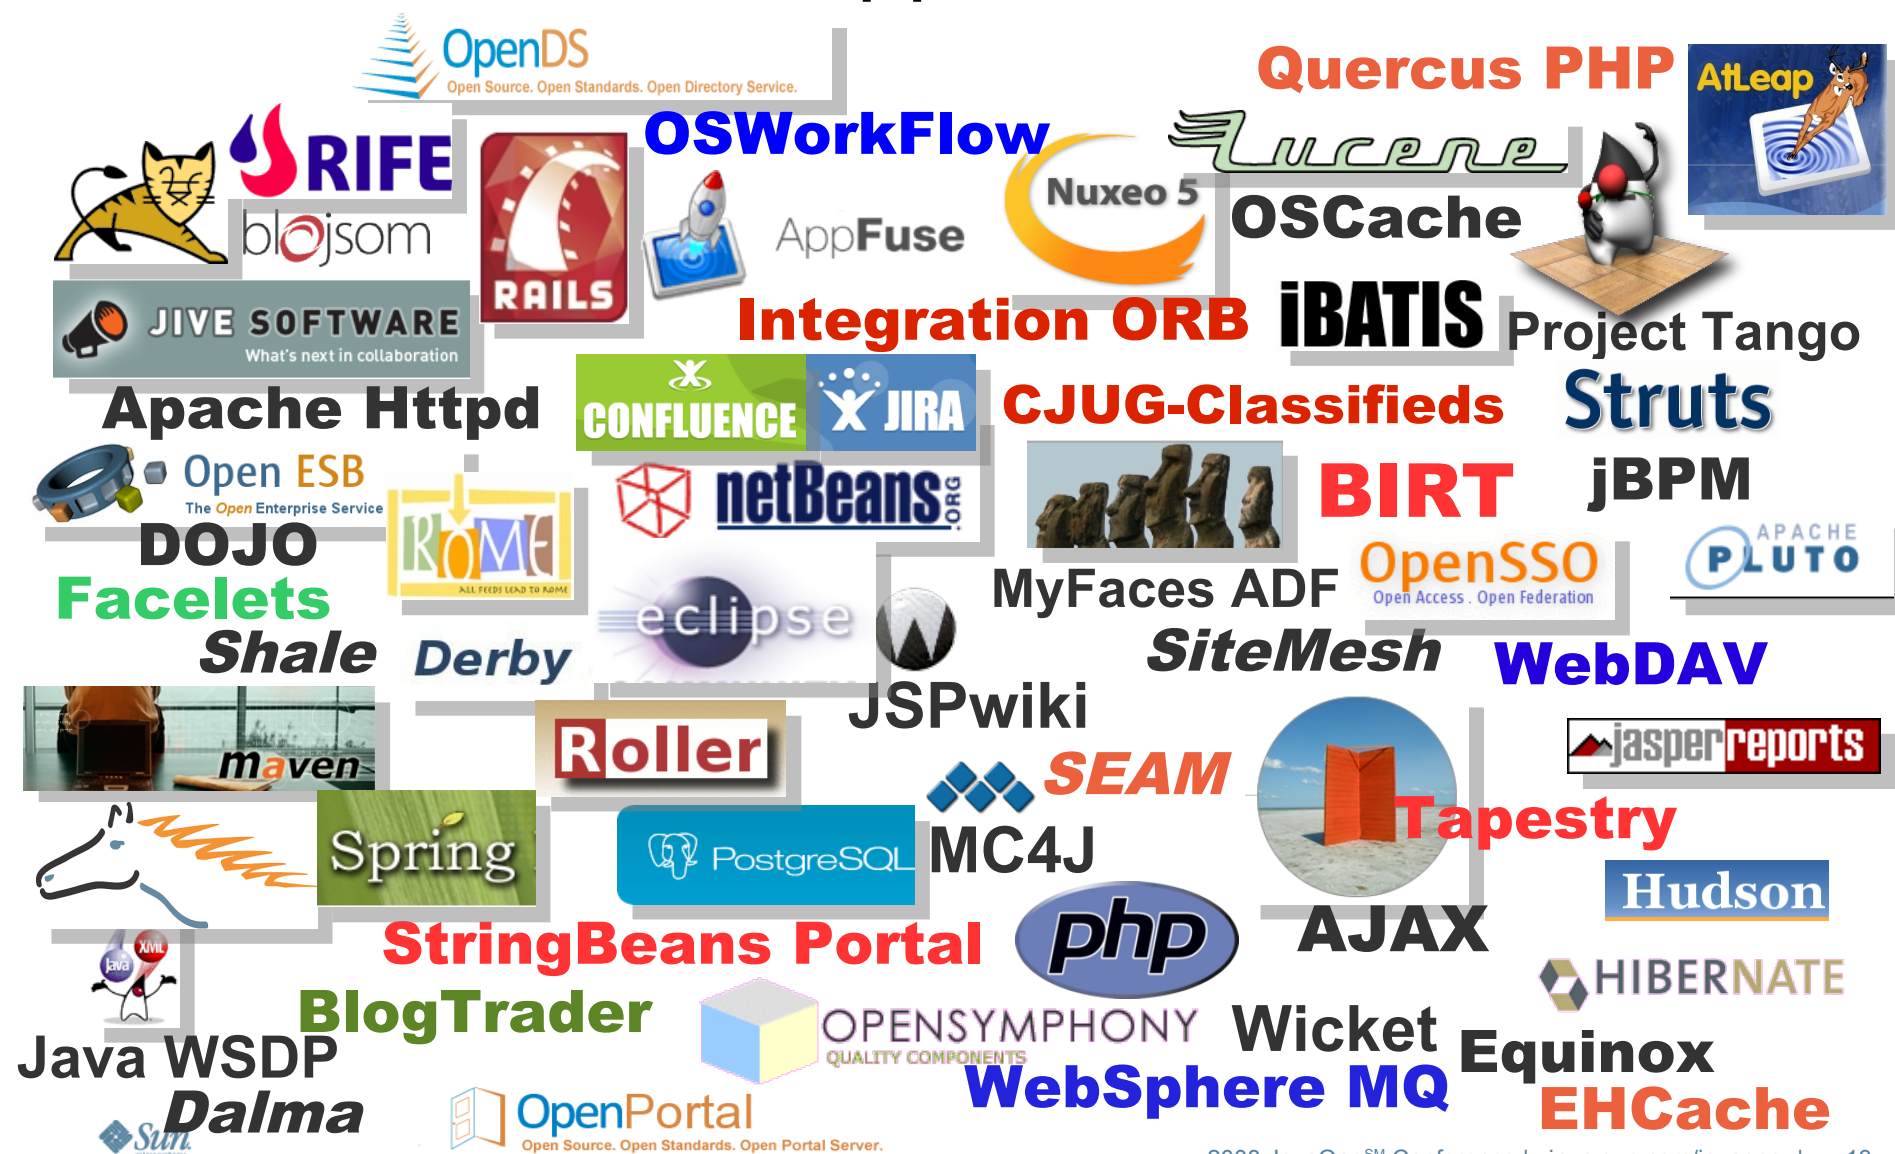 OpenDS
Open Source. Open Standards. Open Directory Service.
Quercus PHP
AtLeap
OSWorkFlow
Lucene
RIFE
Nuxeo 5
blojsom
AppFuse
OSCache
RAILS
JIVE SOFTWARE
What's next in collaboration
Integration ORB
iBATIS
Project Tango
Apache Httpd
CONFLUENCE
JIRA
CJUG-Classifieds
Struts
Open ESB
The Open Enterprise Service
netBeans.ORG
BIRT
jBPM
DOJO
ROME
ALL FEEDS LEAD TO ROME
OpenSSO
Open Access . Open Federation
APACHE
PLUTO
Facelets
eclipse
MyFaces ADF
Shale
Derby
SiteMesh
WebDAV
JSPwiki
maven
Roller
SEAM
jasperreports
Spring
PostgreSQL
MC4J
Tapestry
Hudson
StringBeans Portal
php
AJAX
XML
Java
HIBERNATE
BlogTrader
OPENSYMPHONY
QUALITY COMPONENTS
Wicket
Equinox
Java WSDP
WebSphere MQ
Dalma
EHCache
Sun
OpenPortal
Open Source. Open Standards. Open Portal Server.